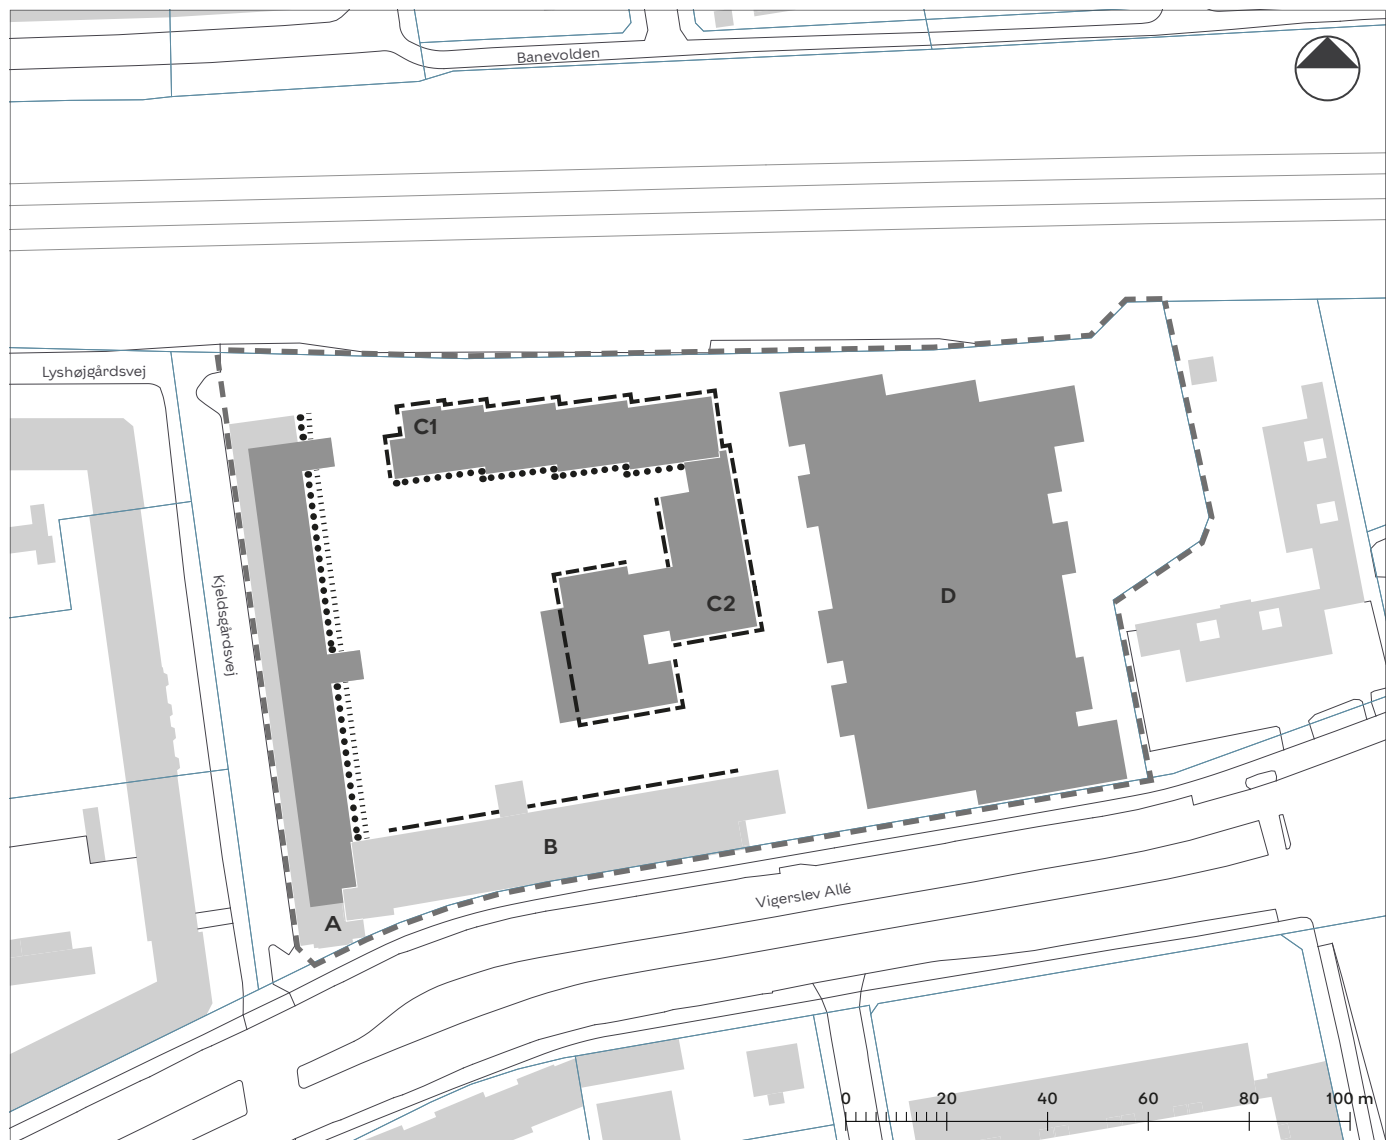 Banevolden
Lyshøjgårdsvej
C1
Kjeldsgårdsvej
C2
D
B
Vigerslev Allé
A
0 20 40 60 80 100 m